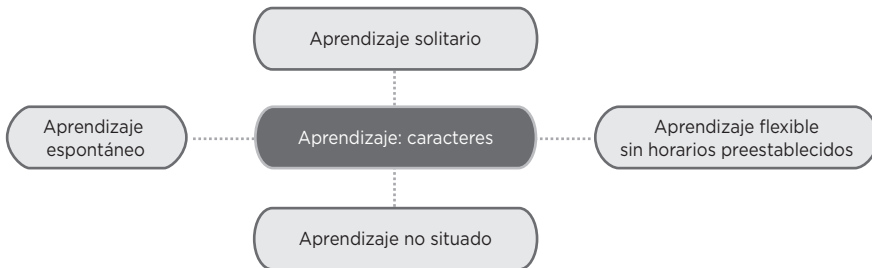 Aprendizaje solitario
Aprendizaje
espontáneo
Aprendizaje: caracteres
Aprendizaje flexible
sin horarios preestablecidos
Aprendizaje no situado